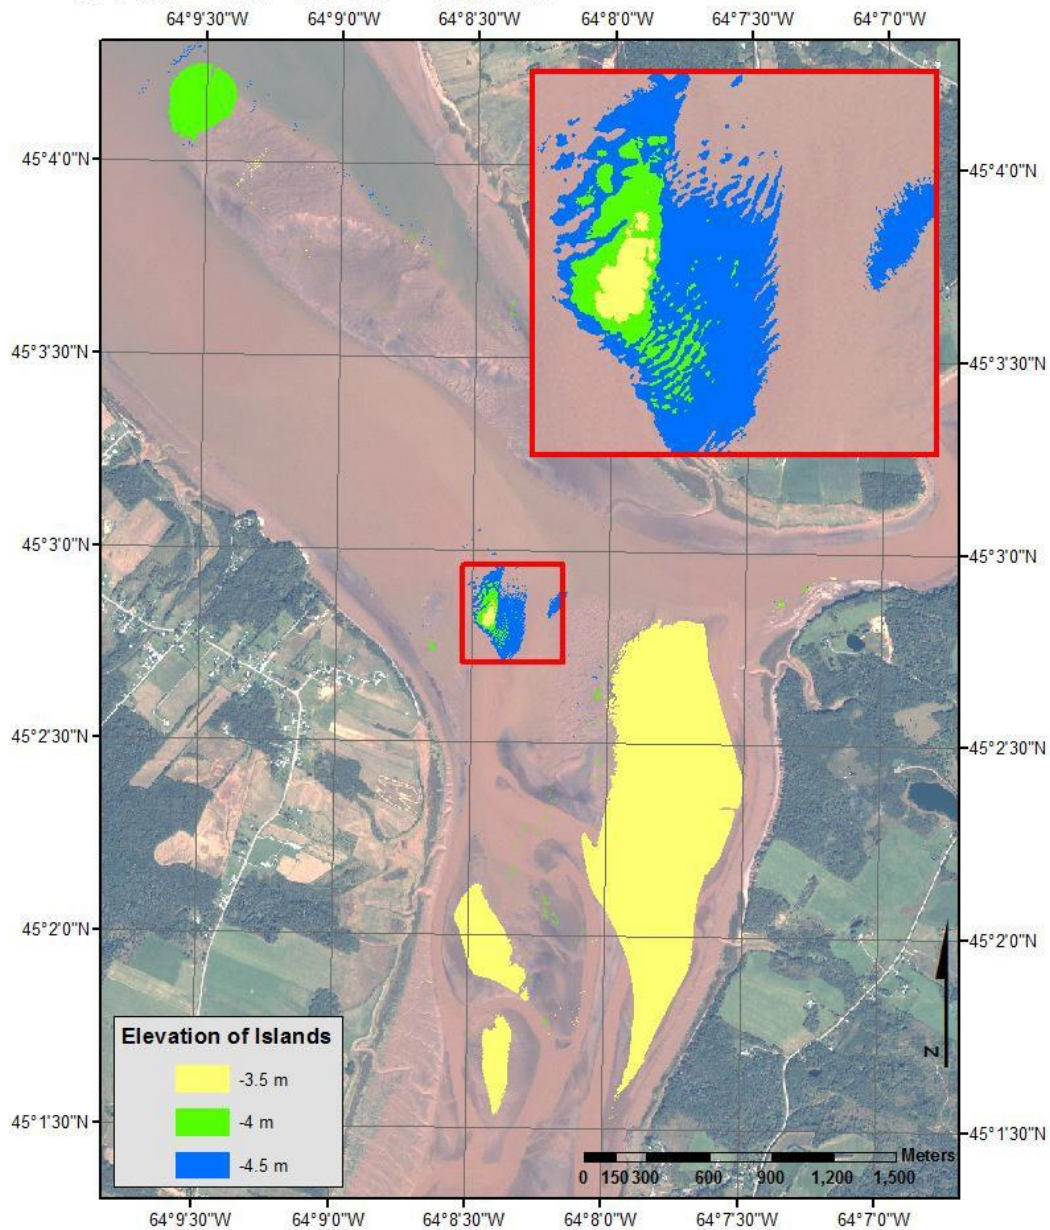 64°9'30"W 64°9'0"W 64°8'30"W 64°8'0"W 64°7'30"W 64°7'0"W
45°4'0"N 45°4'0"N
45°3'30"N 45°3'30"N
45°3'0"N 45°3'0"N
45°2'30"N 45°2'30"N
45°2'0"N 45°2'0"N
Elevation of Islands
-3.5 m
-4 m
-4.5 m
N
45°1'30"N 45°1'30"N
Meters
0 150 300 600 900 1,200 1,500
64°9'30"W 64°9'0"W 64°8'30"W 64°8'0"W 64°7'30"W 64°7'0"W